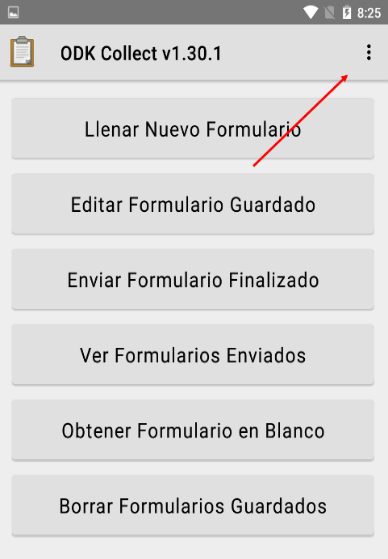 8:25
ODK Collect v1.30.1
Llenar Nuevo Formulario
Editar Formulario Guardado
Enviar Formulario Finalizado
Ver Formularios Enviados
Obtener Formulario en Blanco
Borrar Formularios Guardados